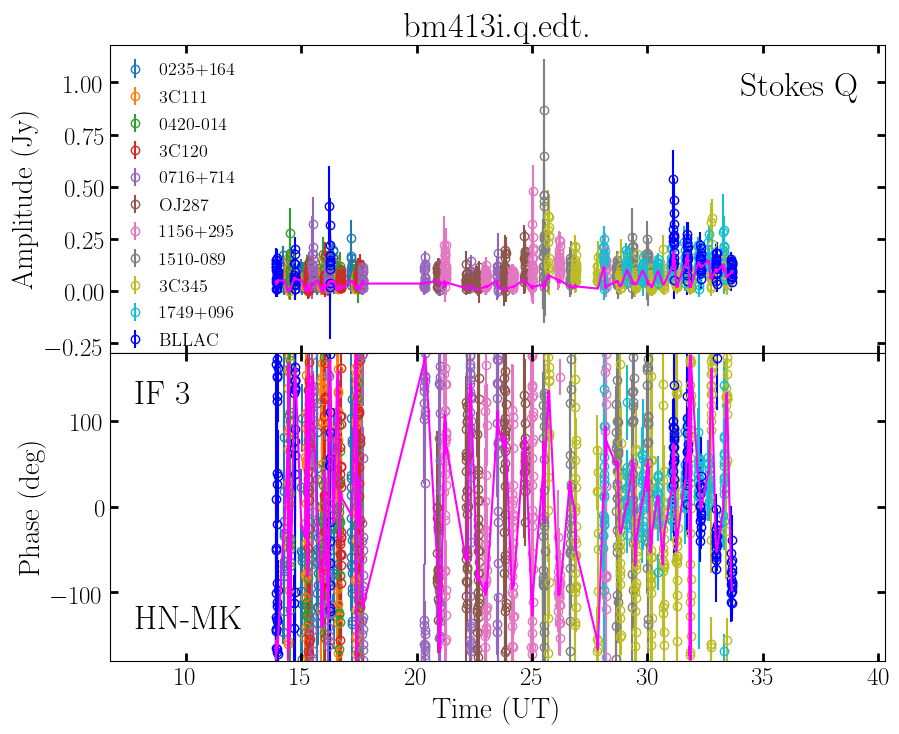 bm413i.q.edt.
Stokes Q
0235+164
3C111
0420-014
3C120
0716+714
OJ287
1156+295
1510-089
3C345
1749+096
BLLAC
Amplitude (Jy)
1.00
0.75
0.50
0.25
0.00
−0.25
IF 3
HN-MK
Phase (deg)
100
0
−100
10
15
20
25
30
35
40
Time (UT)